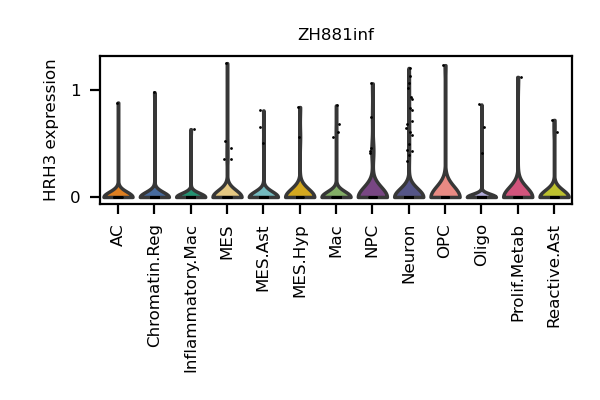 ZH881inf
HRH3 expression
1
0
AC
Chromatin.Reg
Inflammatory.Mac
MES
MES.Ast
MES.Hyp
Mac
NPC
Neuron
OPC
Oligo
Prolif.Metab
Reactive.Ast